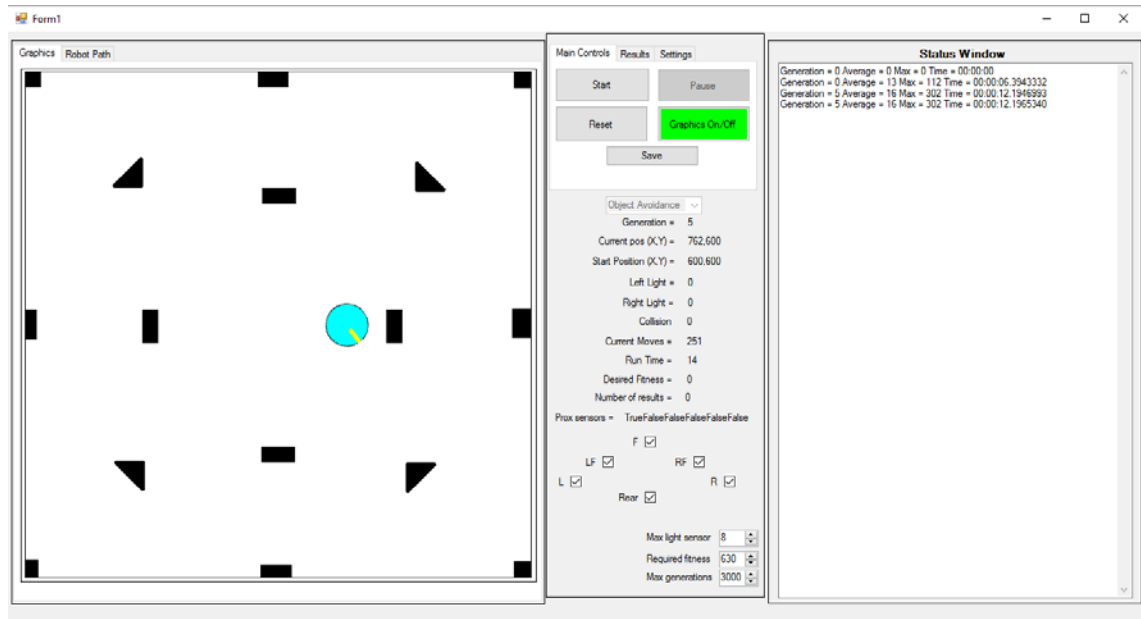 Form1
Graphics Robot Path
Main Controls Results Settings
Start Pause
Reset Graphics On/Off
Save
Object Avoidance
Generation = 5
Current pos (X,Y) = 762,600
Start Position (X,Y) = 600,600
Left Light = 0
Right Light = 0
Collision 0
Current Moves = 251
Run Time = 14
Desired Fitness = 0
Number of results = 0
Prox sensors = TrueFalseFalseFalseFalseFalse
F
LF RF
L R
Rear
Max light sensor 8
Required fitness 630
Max generations 3000
Status Window
Generation = 0 Average = 0 Max = 0 Time = 00:00:00
Generation = 0 Average = 13 Max = 112 Time = 00:00:06.3943332
Generation = 5 Average = 16 Max = 302 Time = 00:00:12.1946993
Generation = 5 Average = 16 Max = 302 Time = 00:00:12.1965340